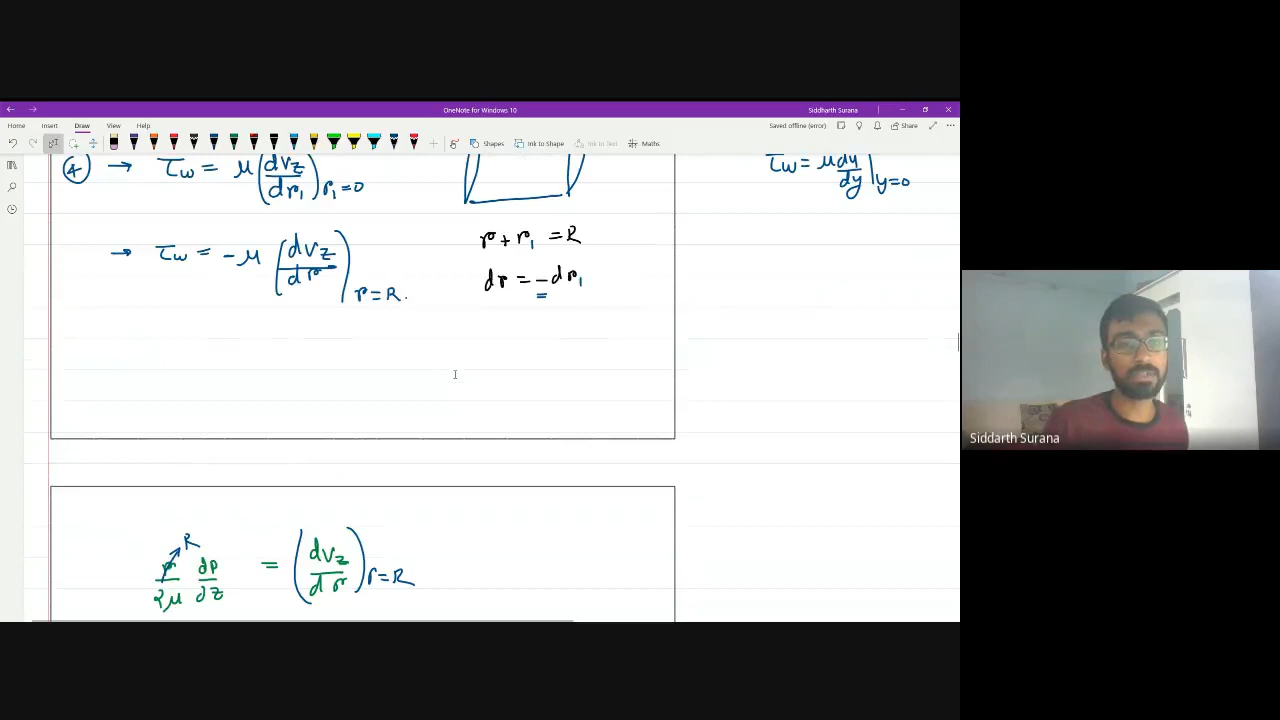 OneNote for Windows 10
Siddharth Surana
Home Insert Draw View Help
Saved offline (error)
Share
Shapes
Ink to Shape
Ink to Text
Maths
④ → τw = μ (dvz/dr₁) r₁=0
τw = μ dy/dy | y=0
→ τw = -μ (dvz/dr) r=R.
r + r₁ = R
dr = -dr₁
r/2μ dP/dz = (dvz/dr) r=R
R
Siddarth Surana